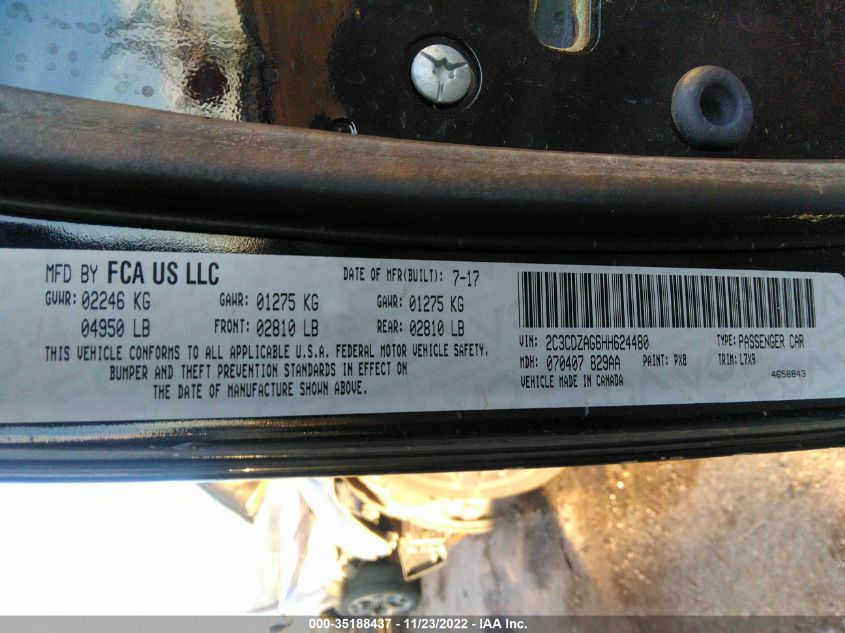 MFD BY FCA US LLC DATE OF MFR(BUILT): 7-17
GVWR: 02246 KG GAWR: 01275 KG GAWR: 01275 KG
04950 LB FRONT: 02810 LB REAR: 02810 LB
THIS VEHICLE CONFORMS TO ALL APPLICABLE U.S.A. FEDERAL MOTOR VEHICLE SAFETY,
BUMPER AND THEFT PREVENTION STANDARDS IN EFFECT ON
THE DATE OF MANUFACTURE SHOWN ABOVE.
VIN: 2C3CDZAG6HH624480 TYPE: PASSENGER CAR
MDH: 070407 829AA PAINT: PX8 TRIM: L7X9
VEHICLE MADE IN CANADA 4658843
000-35188437 - 11/23/2022 - IAA Inc.